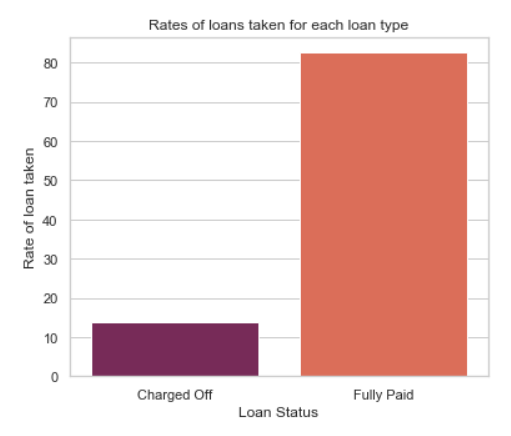 Rates of loans taken for each loan type
80
70
60
50
40
30
20
10
0
Rate of loan taken
Charged Off
Fully Paid
Loan Status